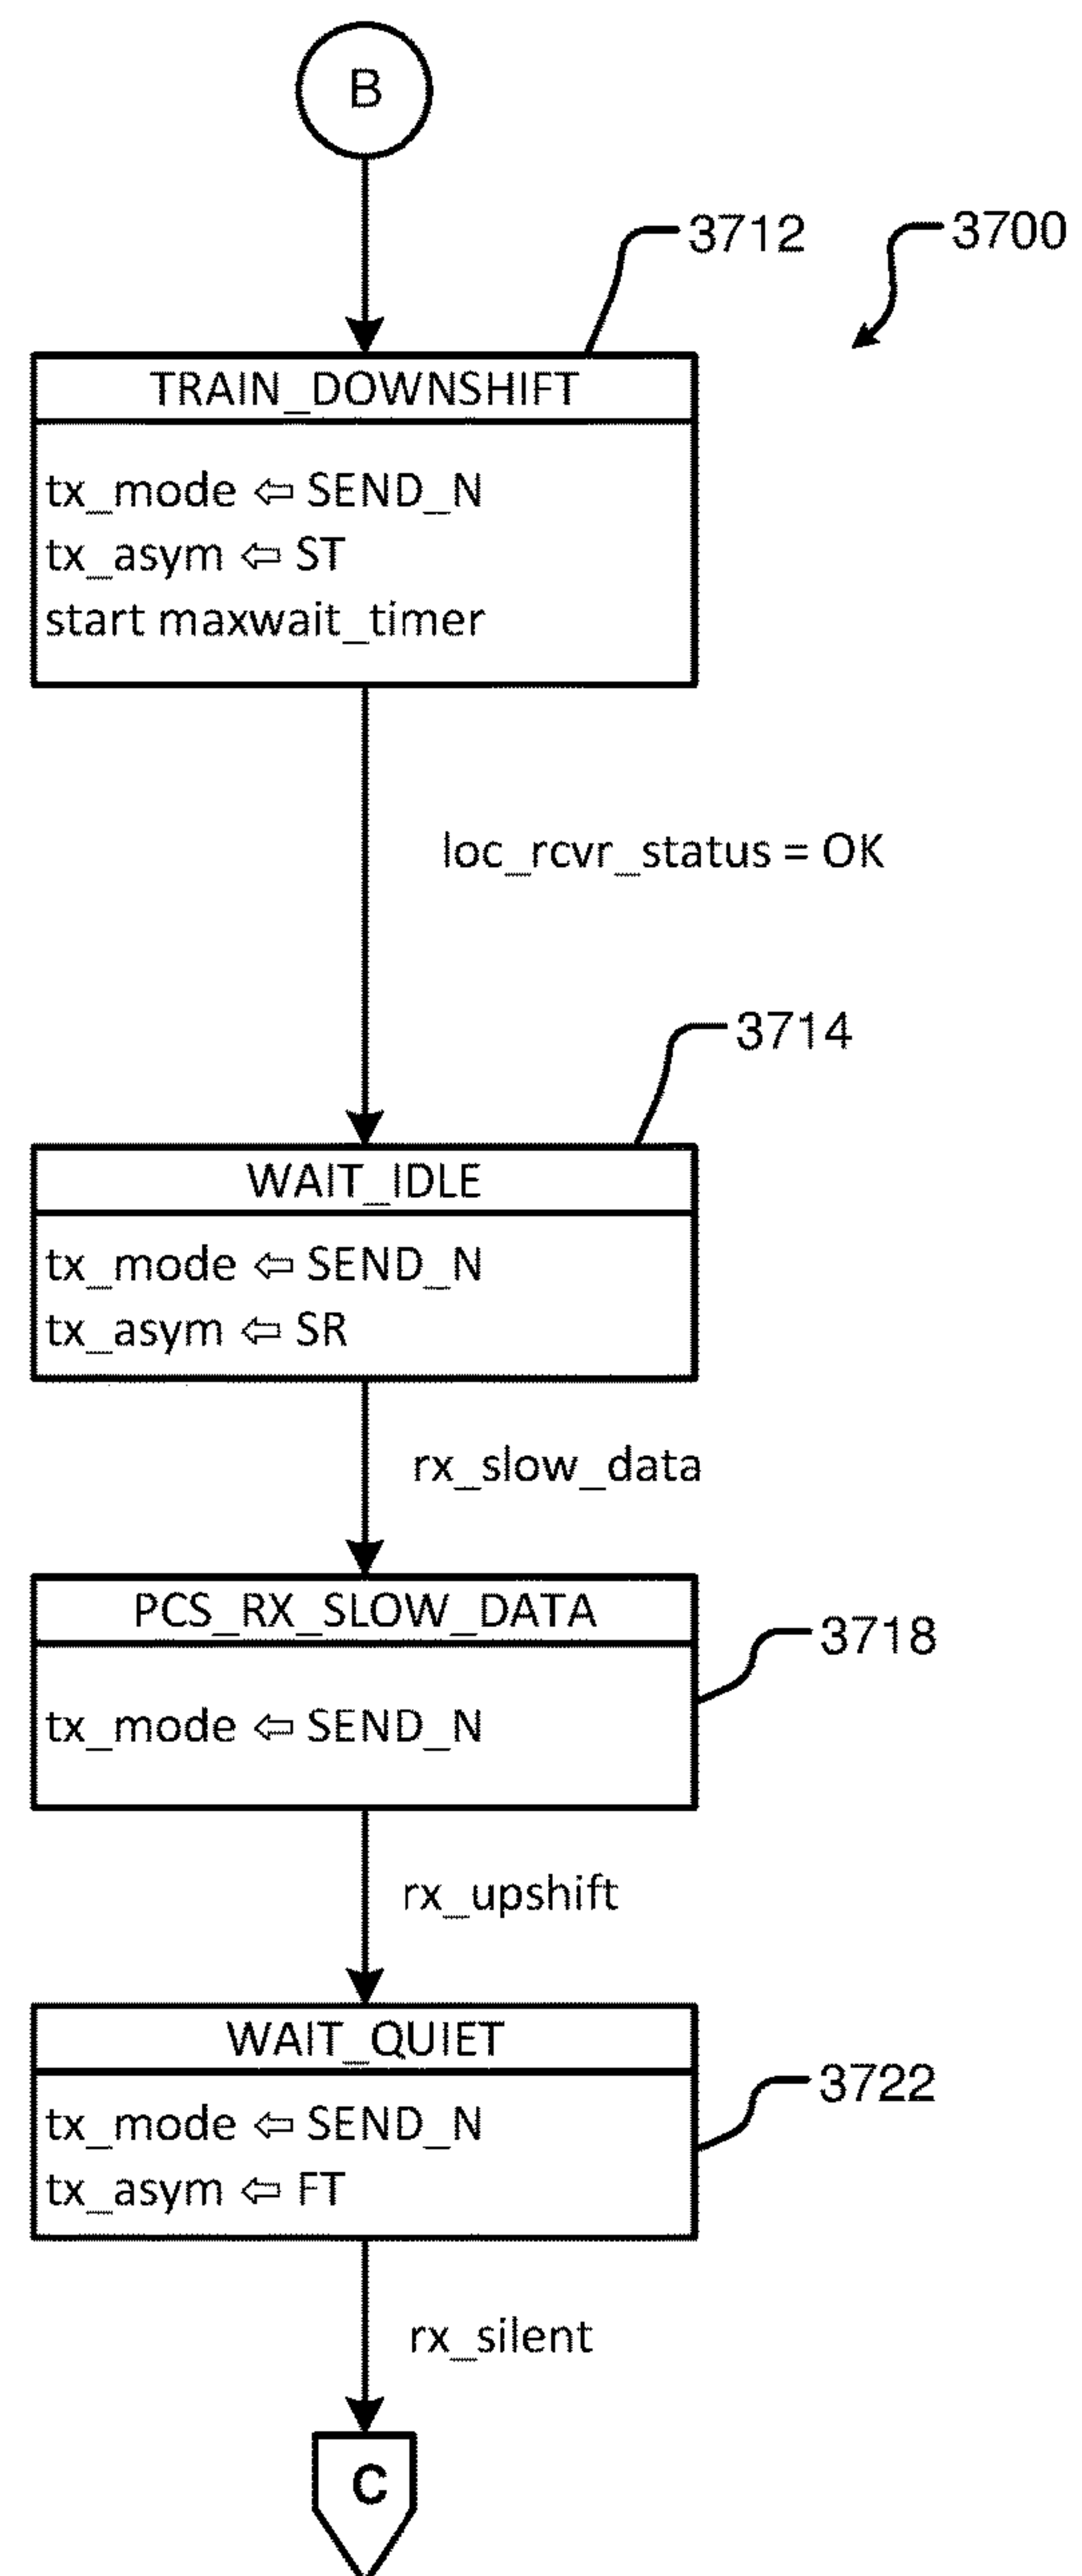 B
3712
3700
TRAIN_DOWNSHIFT
tx_mode ⇦ SEND_N
tx_asym ⇦ ST
start maxwait_timer
loc_rcvr_status = OK
3714
WAIT_IDLE
tx_mode ⇦ SEND_N
tx_asym ⇦ SR
rx_slow_data
PCS_RX_SLOW_DATA
3718
tx_mode ⇦ SEND_N
rx_upshift
WAIT_QUIET
3722
tx_mode ⇦ SEND_N
tx_asym ⇦ FT
rx_silent
C